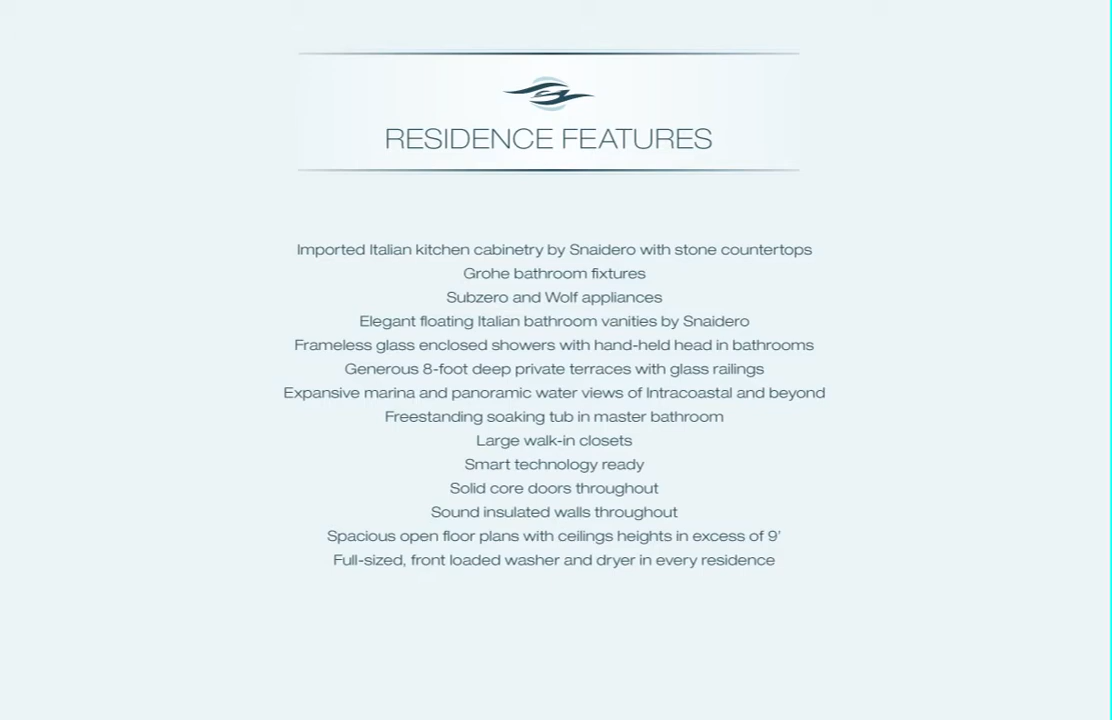 RESIDENCE FEATURES
Imported Italian kitchen cabinetry by Snaidero with stone countertops
Grohe bathroom fixtures
Subzero and Wolf appliances
Elegant floating Italian bathroom vanities by Snaidero
Frameless glass enclosed showers with hand-held head in bathrooms
Generous 8-foot deep private terraces with glass railings
Expansive marina and panoramic water views of Intracoastal and beyond
Freestanding soaking tub in master bathroom
Large walk-in closets
Smart technology ready
Solid core doors throughout
Sound insulated walls throughout
Spacious open floor plans with ceilings heights in excess of 9’
Full-sized, front loaded washer and dryer in every residence